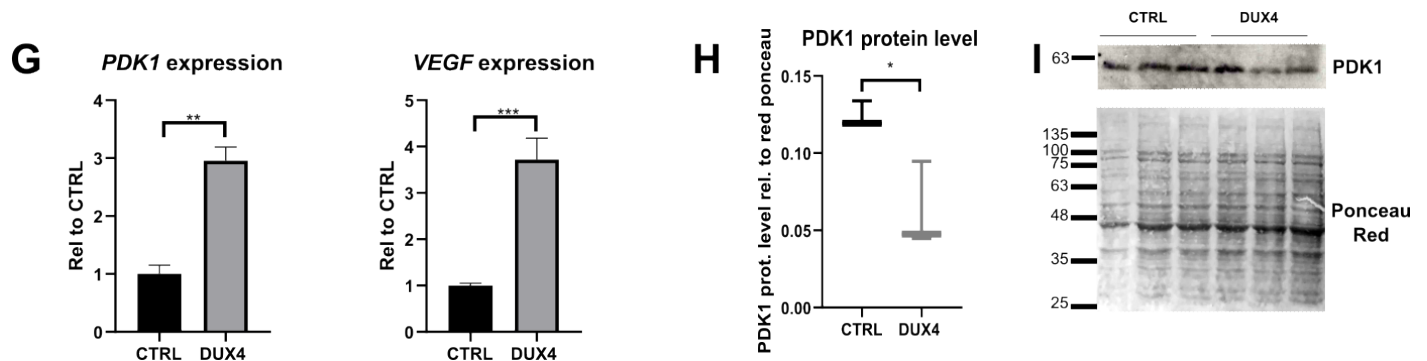 G
PDK1 expression
4
3
2
1
0
Rel to CTRL
**
CTRL DUX4
VEGF expression
5
4
3
2
1
0
Rel to CTRL
***
CTRL DUX4
H
PDK1 protein level
PDK1 prot. level rel. to red ponceau
0.15
0.10
0.05
0.00
*
CTRL DUX4
I
CTRL DUX4
63
PDK1
135
100
75
63
48
35
25
Ponceau
Red